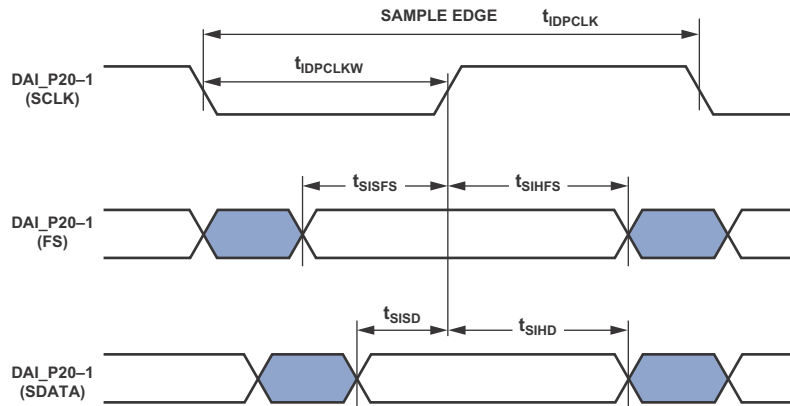 SAMPLE EDGE
tIDPCLK
tIDPCLKW
DAI_P20–1
(SCLK)
tSISFS
tSIHFS
DAI_P20–1
(FS)
tSISD
tSIHD
DAI_P20–1
(SDATA)